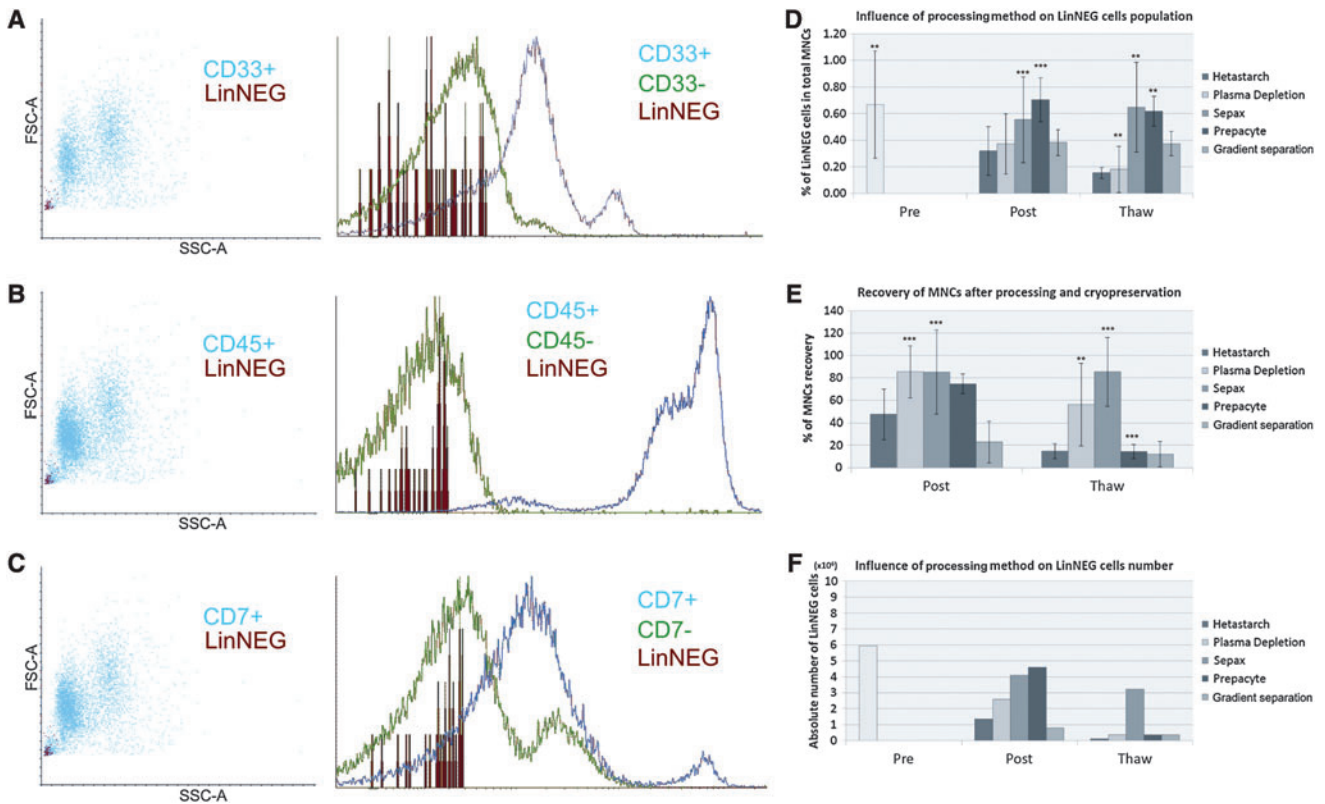 A
FSC-A
CD33+
LinNEG
SSC-A
CD33+
CD33-
LinNEG
B
FSC-A
CD45+
LinNEG
SSC-A
CD45+
CD45-
LinNEG
C
FSC-A
CD7+
LinNEG
SSC-A
CD7+
CD7-
LinNEG
D
Influence of processing method on LinNEG cells population
% of LinNEG cells in total MNCs
1.20
1.00
0.80
0.60
0.40
0.20
0.00
**
***
***
**
**
**
Pre
Post
Thaw
Hetastarch
Plasma Depletion
Sepax
Prepacyte
Gradient separation
E
Recovery of MNCs after processing and cryopreservation
% of MNCs recovery
140
120
100
80
60
40
20
0
***
***
**
***
***
Post
Thaw
Hetastarch
Plasma Depletion
Sepax
Prepacyte
Gradient separation
F
(x10⁶)
Influence of processing method on LinNEG cells number
Absolute number of LinNEG cells
10
9
8
7
6
5
4
3
2
1
0
Pre
Post
Thaw
Hetastarch
Plasma Depletion
Sepax
Prepacyte
Gradient separation